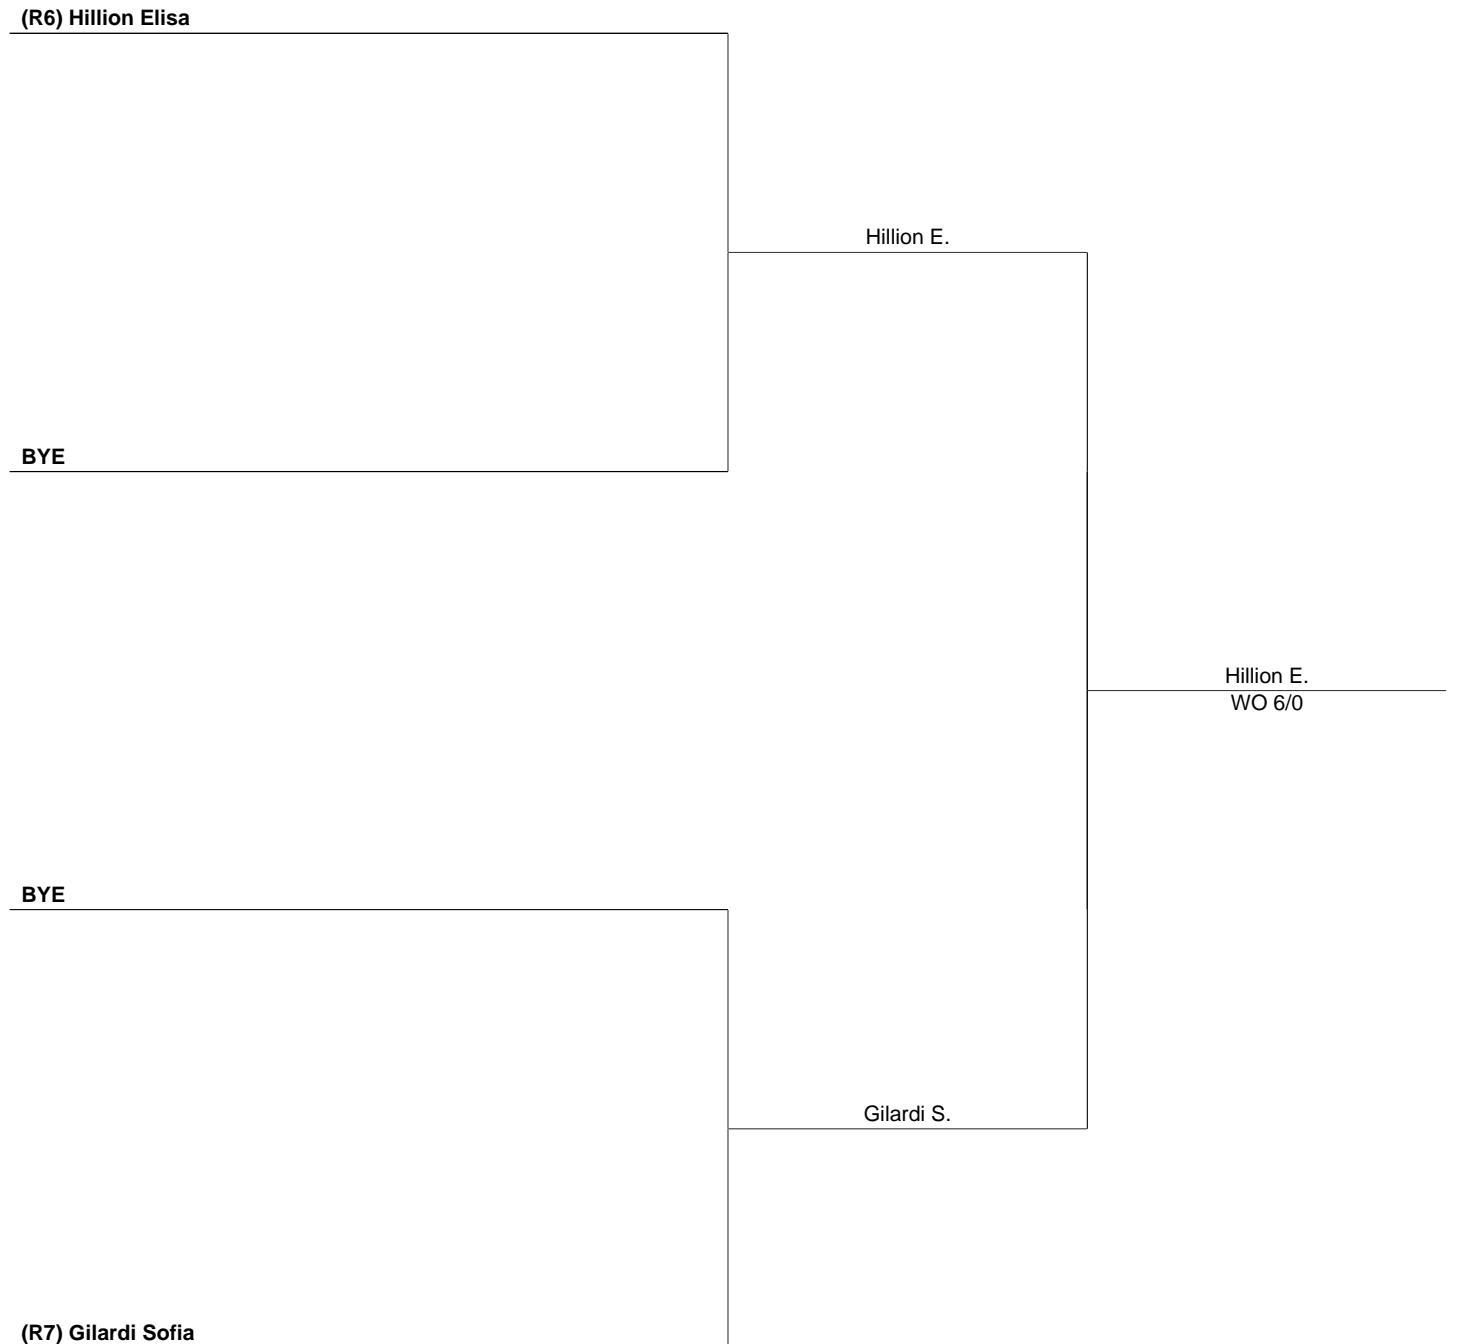 (R6) Hillion Elisa
Hillion E.
BYE
Hillion E.
WO 6/0
BYE
Gilardi S.
(R7) Gilardi Sofia